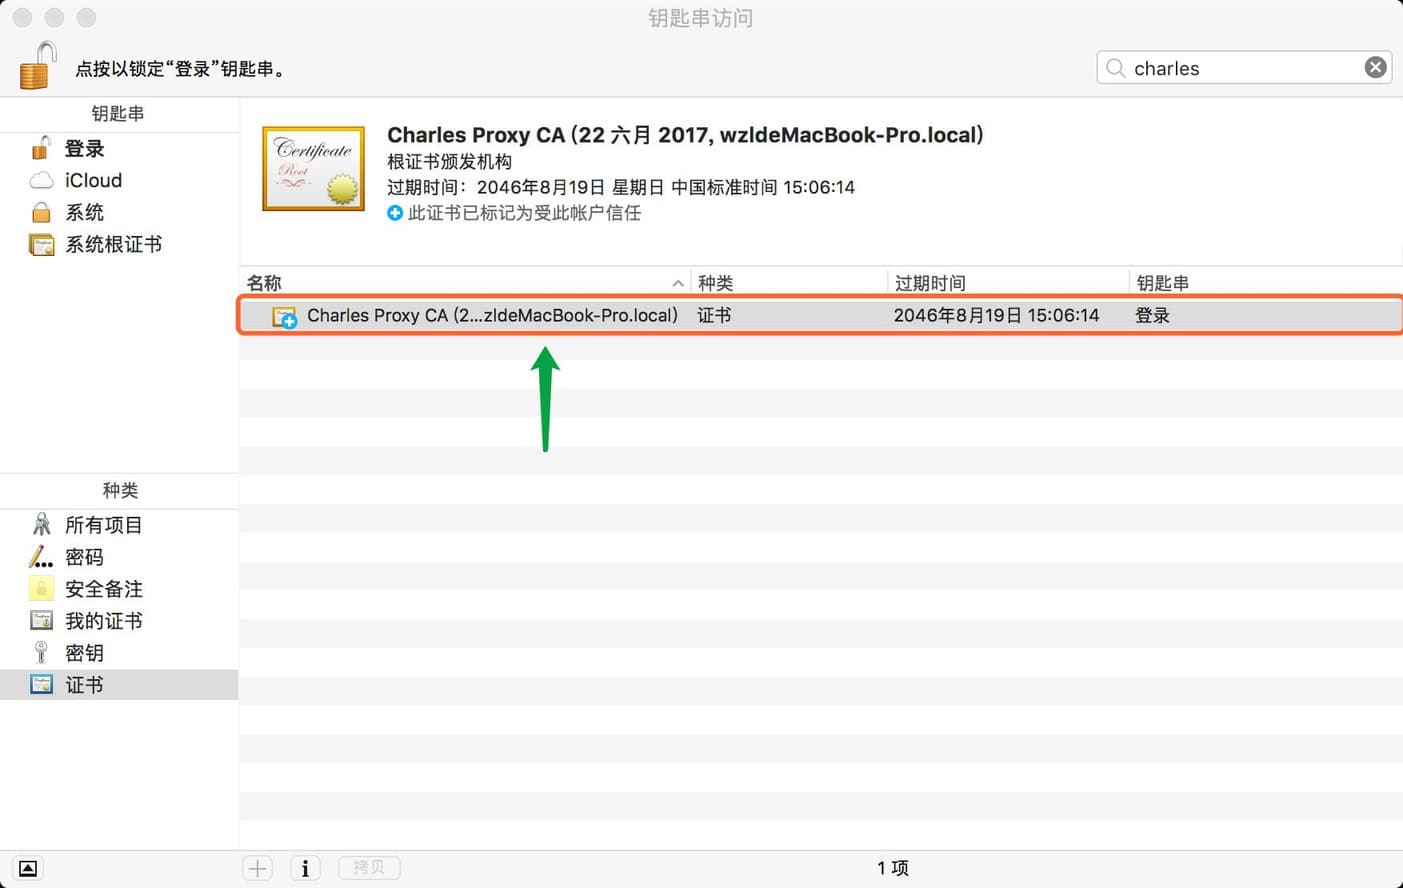 钥匙串访问
点按以锁定“登录”钥匙串。
charles
钥匙串
登录
iCloud
系统
系统根证书
Certificate
Root
Charles Proxy CA (22 六月 2017, wzldeMacBook-Pro.local)
根证书颁发机构
过期时间：2046年8月19日 星期日 中国标准时间 15:06:14
此证书已标记为受此帐户信任
名称 种类 过期时间 钥匙串
Charles Proxy CA (2...zldeMacBook-Pro.local) 证书 2046年8月19日 15:06:14 登录
种类
所有项目
密码
安全备注
我的证书
密钥
证书
拷贝 1 项